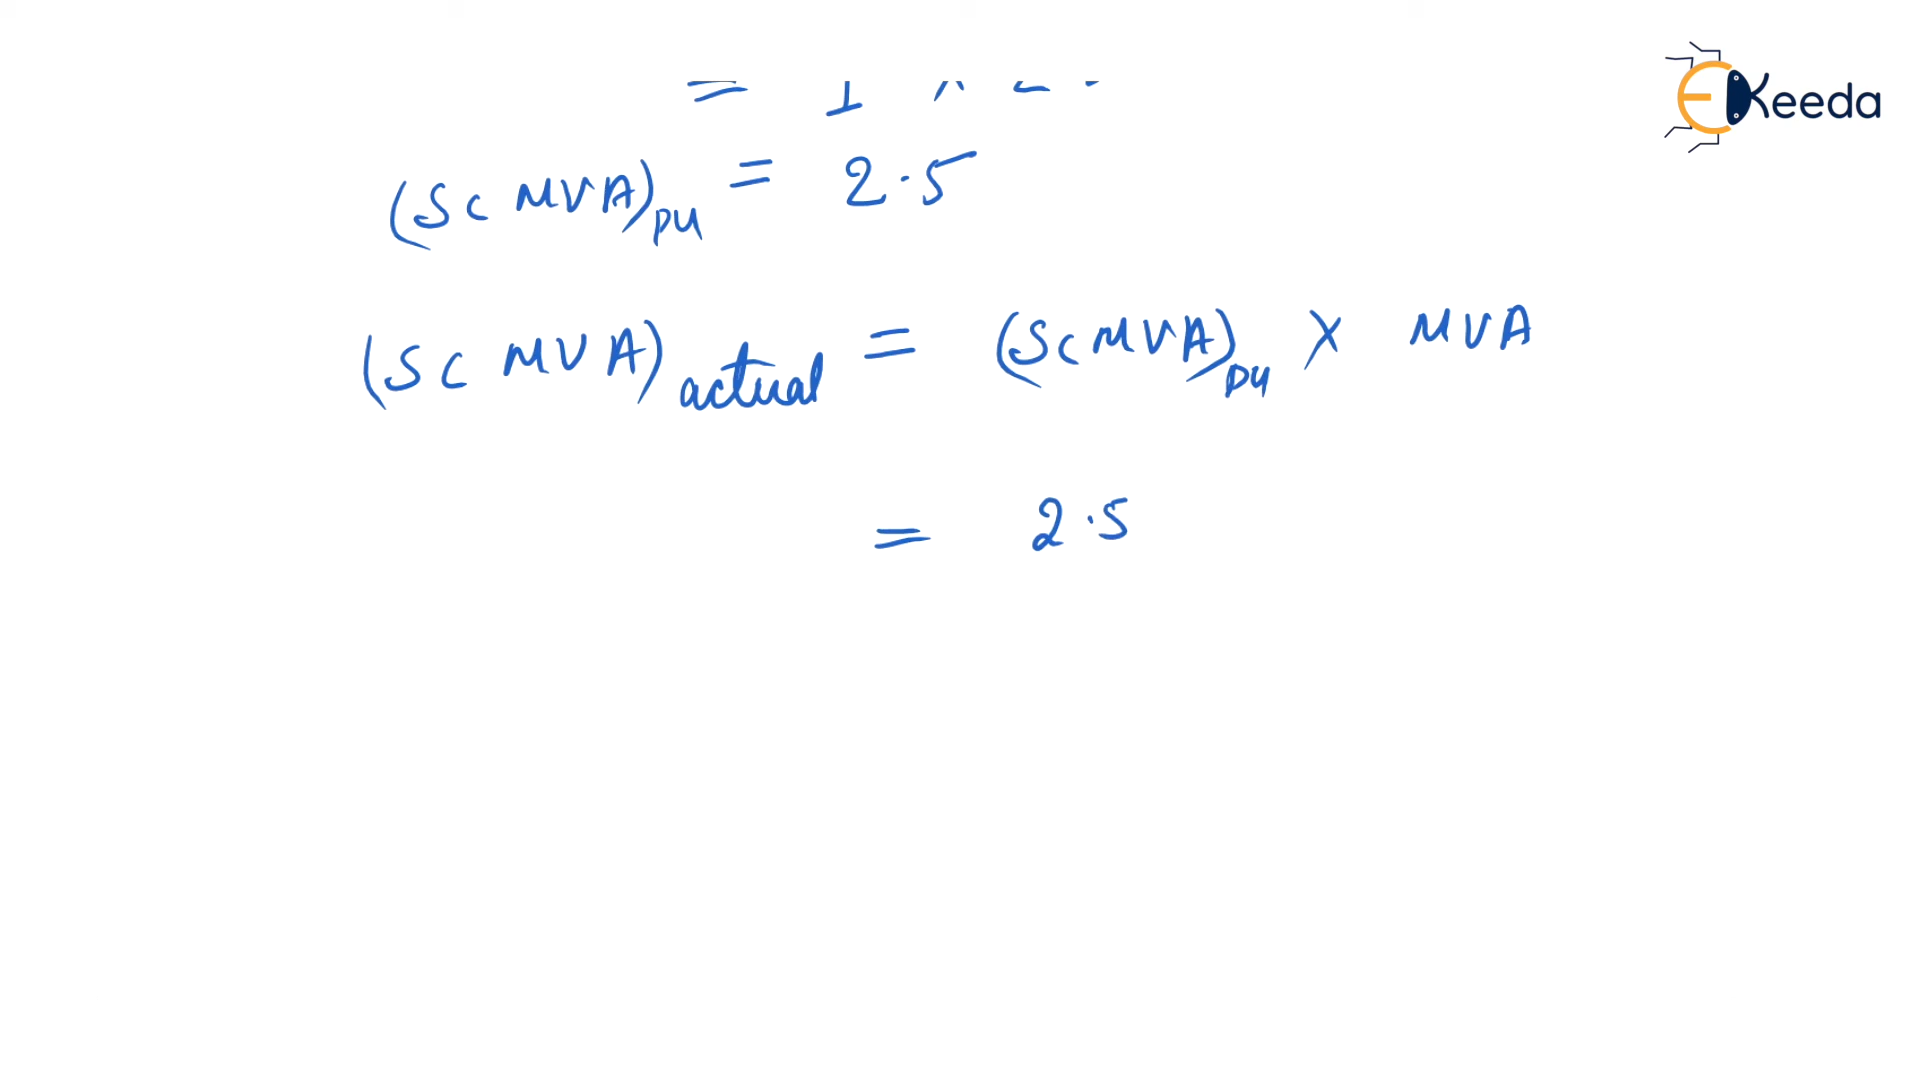 EKeeda
(SC MVA)pu = 2.5
(SC MVA)actual = (SC MVA)pu X MVA
= 2.5